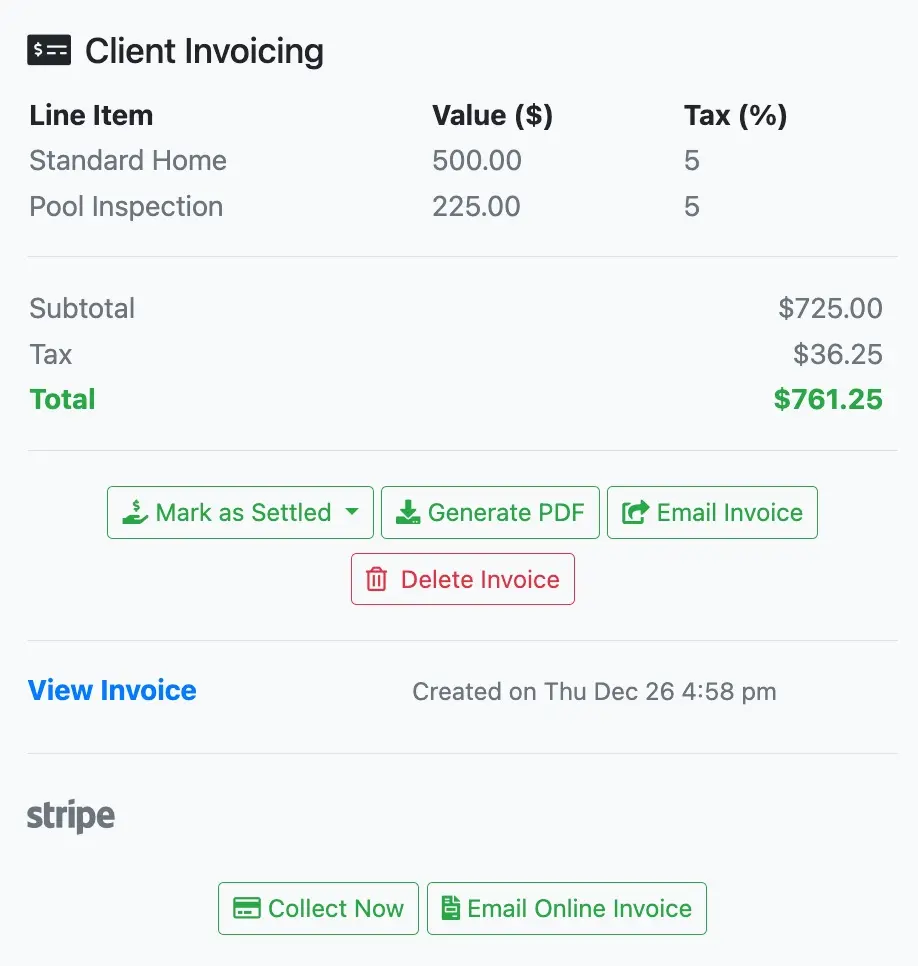 Client Invoicing
Line Item Value ($) Tax (%)
Standard Home 500.00 5
Pool Inspection 225.00 5
Subtotal $725.00
Tax $36.25
Total $761.25
Mark as Settled Generate PDF Email Invoice
Delete Invoice
View Invoice Created on Thu Dec 26 4:58 pm
stripe
Collect Now Email Online Invoice